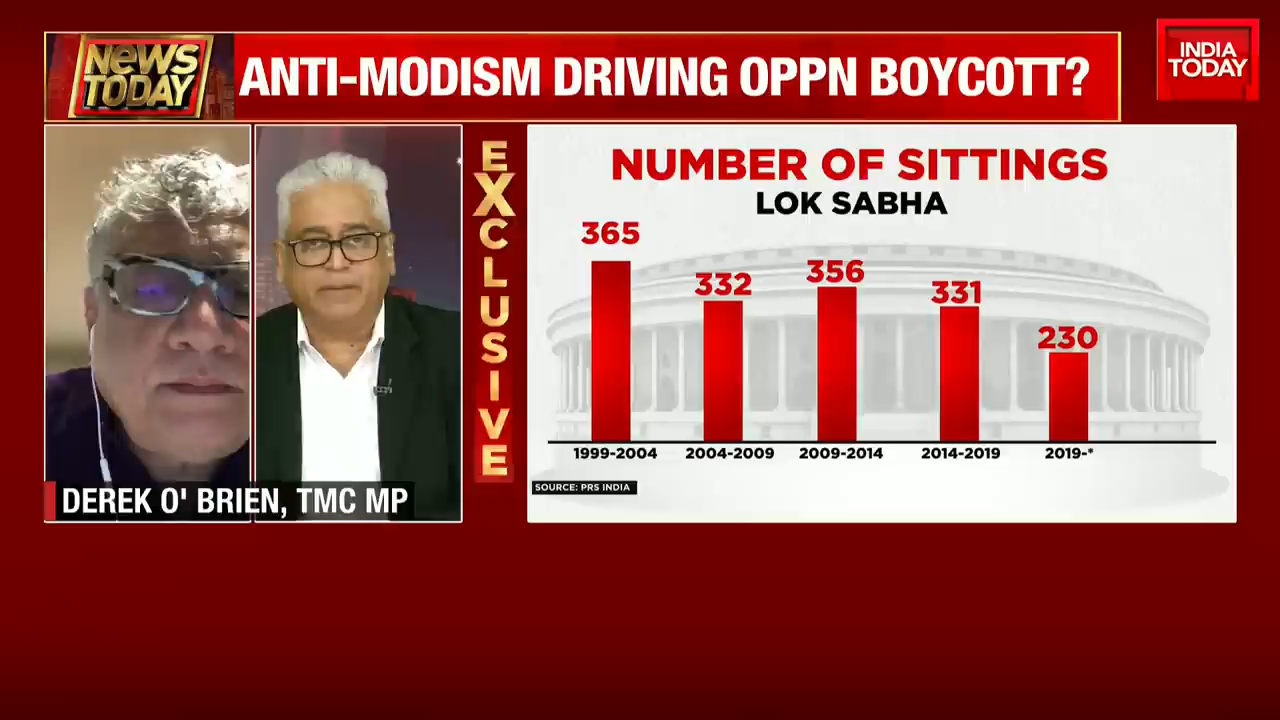 NEWS TODAY
ANTI-MODISM DRIVING OPPN BOYCOTT?
INDIA TODAY
EXCLUSIVE
NUMBER OF SITTINGS
LOK SABHA
365
332
356
331
230
1999-2004
2004-2009
2009-2014
2014-2019
2019-*
SOURCE: PRS INDIA
DEREK O' BRIEN, TMC MP